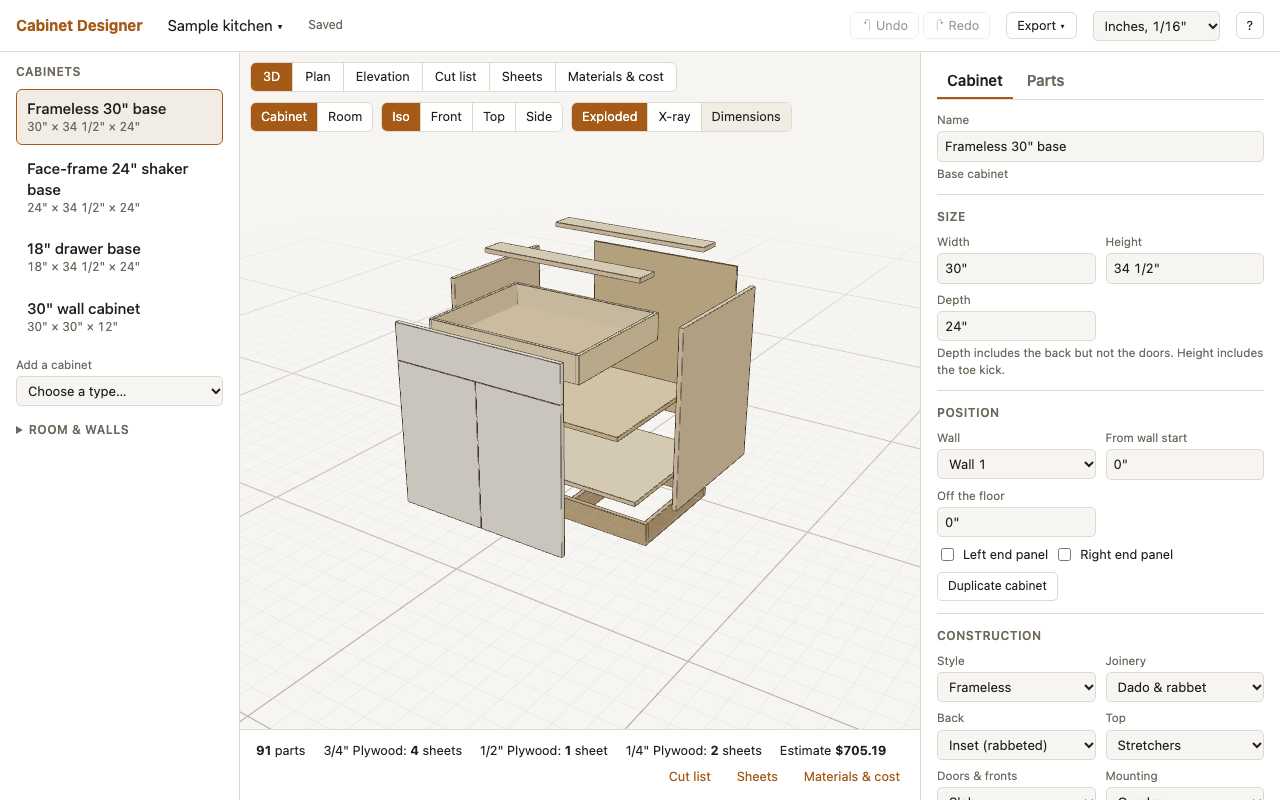 Cabinet Designer
Sample kitchen ▾
Saved
Undo
Redo
Export ▾
Inches, 1/16"
?
CABINETS
Frameless 30" base
30" × 34 1/2" × 24"
Face-frame 24" shaker
base
24" × 34 1/2" × 24"
18" drawer base
18" × 34 1/2" × 24"
30" wall cabinet
30" × 30" × 12"
Add a cabinet
Choose a type…
ROOM & WALLS
3D Plan Elevation Cut list Sheets Materials & cost
Cabinet Room Iso Front Top Side Exploded X-ray Dimensions
91 parts 3/4" Plywood: 4 sheets 1/2" Plywood: 1 sheet 1/4" Plywood: 2 sheets Estimate $705.19
Cut list Sheets Materials & cost
Cabinet Parts
Name
Frameless 30" base
Base cabinet
SIZE
Width Height
30" 34 1/2"
Depth
24"
Depth includes the back but not the doors. Height includes
the toe kick.
POSITION
Wall From wall start
Wall 1 0"
Off the floor
0"
Left end panel Right end panel
Duplicate cabinet
CONSTRUCTION
Style Joinery
Frameless Dado & rabbet
Back Top
Inset (rabbeted) Stretchers
Doors & fronts Mounting